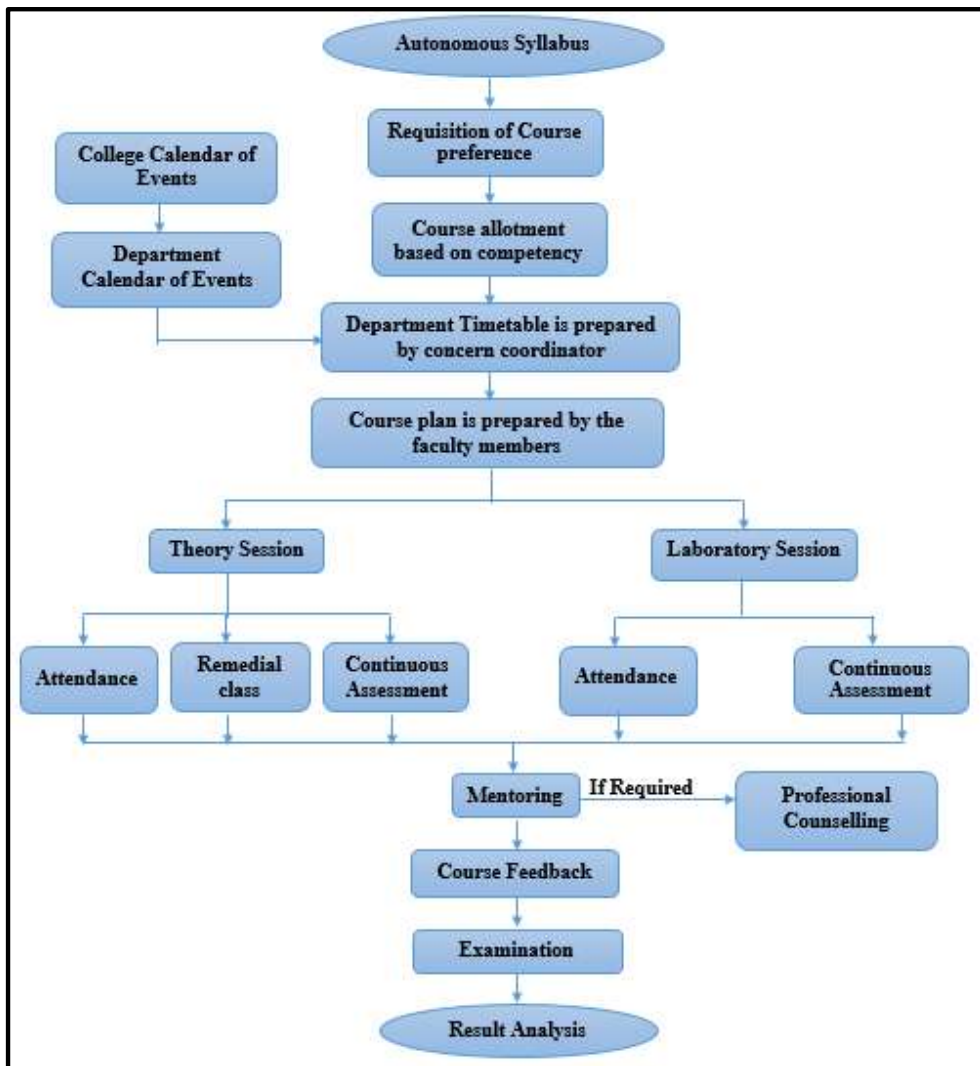 Autonomous Syllabus
Requisition of Course
preference
College Calendar of
Events
Course allotment
based on competency
Department
Calendar of Events
Department Timetable is prepared
by concern coordinator
Course plan is prepared by the
faculty members
Theory Session
Laboratory Session
Attendance
Remedial
class
Continuous
Assessment
Attendance
Continuous
Assessment
Mentoring
If Required
Professional
Counselling
Course Feedback
Examination
Result Analysis